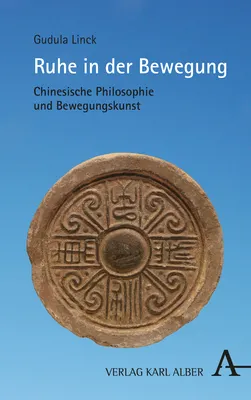 Gudula Linck
Ruhe in der Bewegung
Chinesische Philosophie
und Bewegungskunst
VERLAG KARL ALBER